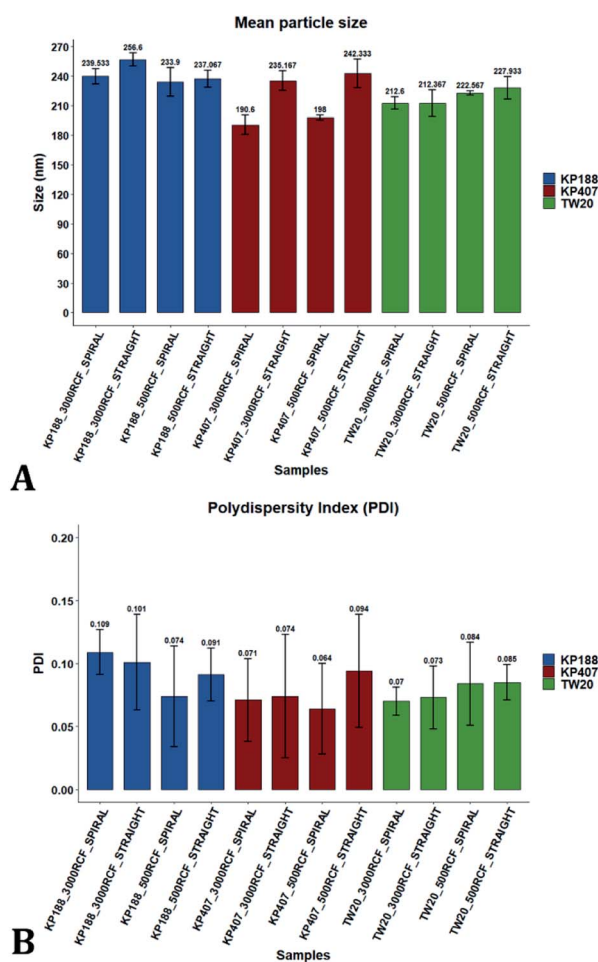 Mean particle size
270
240
210
180
150
120
90
60
30
0
Size (nm)
239.533
256.6
233.9
237.067
190.6
235.167
198
242.333
212.6
212.367
222.567
227.933
KP188
KP407
TW20
KP188_3000RCF_SPIRAL
KP188_3000RCF_STRAIGHT
KP188_500RCF_SPIRAL
KP188_500RCF_STRAIGHT
KP407_3000RCF_SPIRAL
KP407_3000RCF_STRAIGHT
KP407_500RCF_SPIRAL
KP407_500RCF_STRAIGHT
TW20_3000RCF_SPIRAL
TW20_3000RCF_STRAIGHT
TW20_500RCF_SPIRAL
TW20_500RCF_STRAIGHT
Samples
A
Polydispersity Index (PDI)
0.20
0.15
0.10
0.05
0.00
PDI
0.109
0.101
0.074
0.091
0.071
0.074
0.064
0.094
0.07
0.073
0.084
0.085
KP188
KP407
TW20
KP188_3000RCF_SPIRAL
KP188_3000RCF_STRAIGHT
KP188_500RCF_SPIRAL
KP188_500RCF_STRAIGHT
KP407_3000RCF_SPIRAL
KP407_3000RCF_STRAIGHT
KP407_500RCF_SPIRAL
KP407_500RCF_STRAIGHT
TW20_3000RCF_SPIRAL
TW20_3000RCF_STRAIGHT
TW20_500RCF_SPIRAL
TW20_500RCF_STRAIGHT
Samples
B